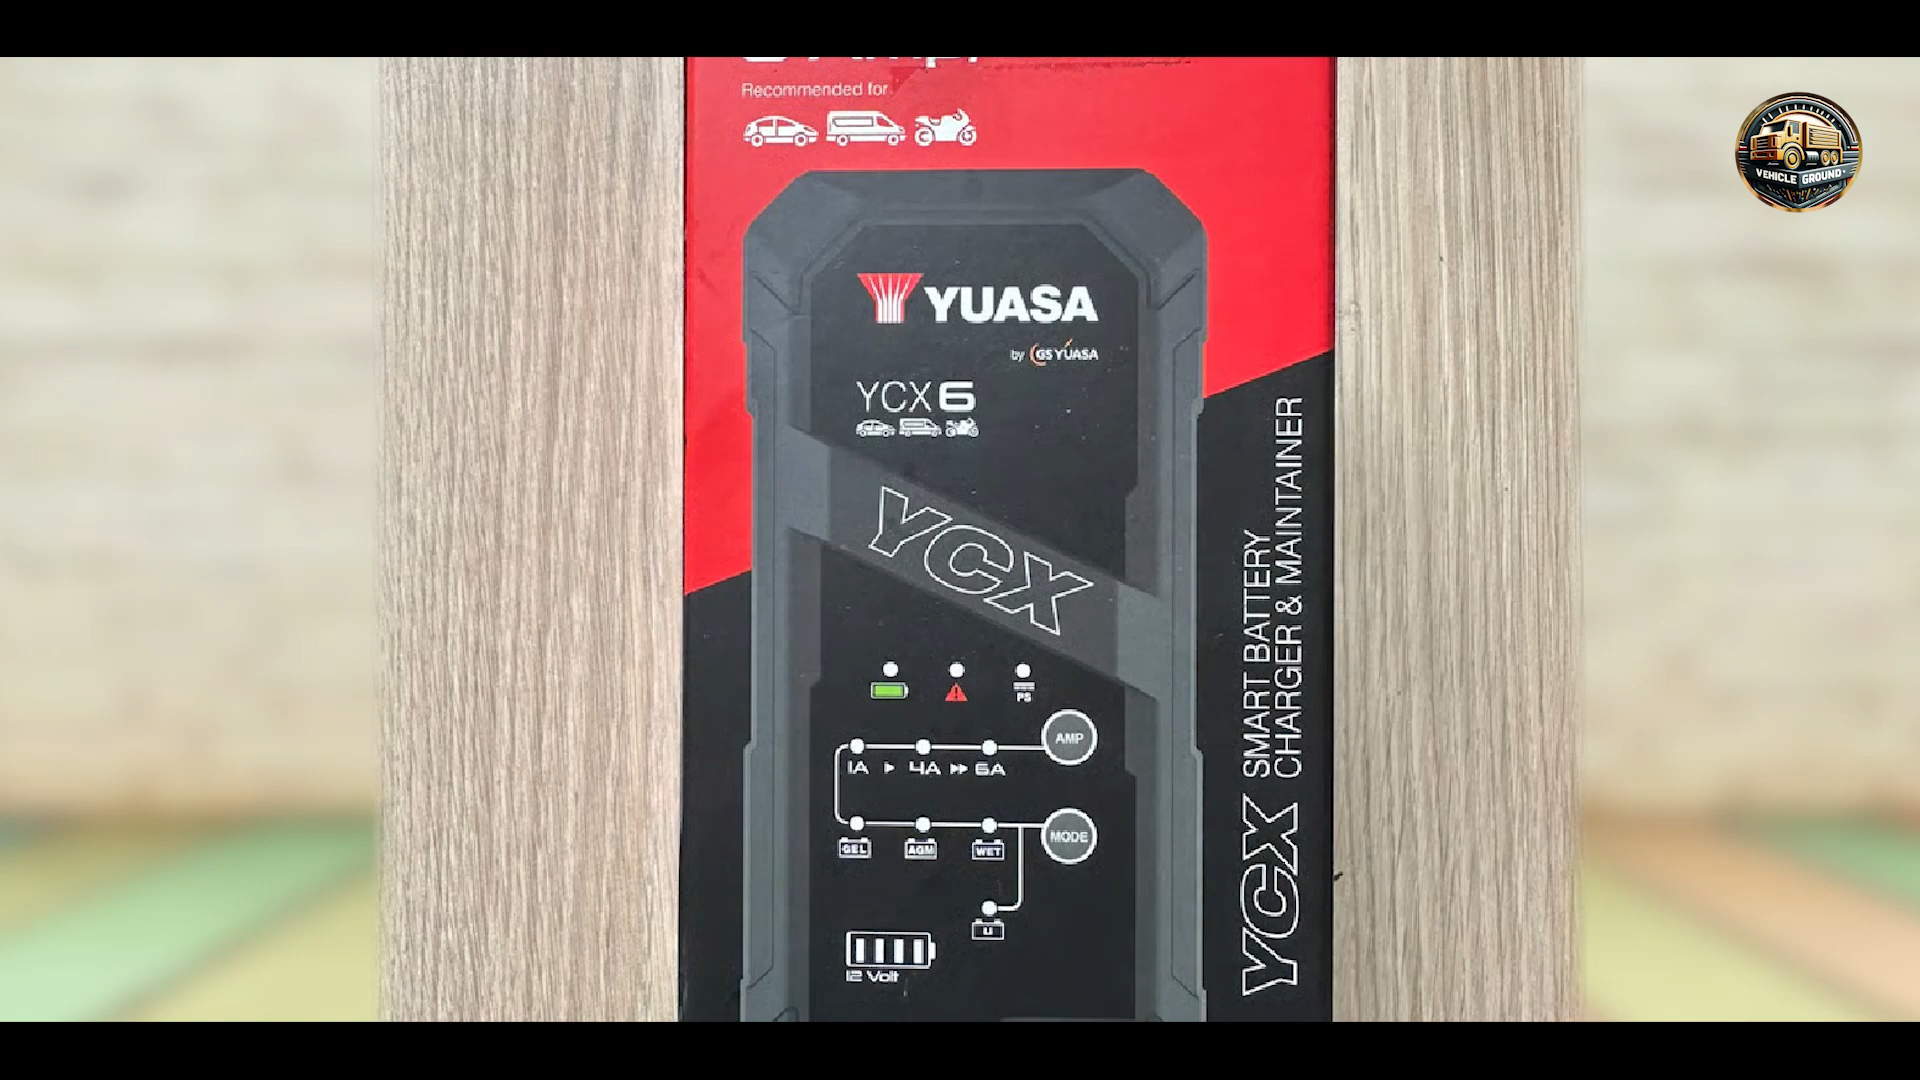 Recommended for
VEHICLE GROUND
YUASA
by GS YUASA
YCX6
YCX
PS
AMP
1A 4A 6A
MODE
GEL AGM WET
LI
12 Volt
YCX SMART BATTERY
CHARGER & MAINTAINER